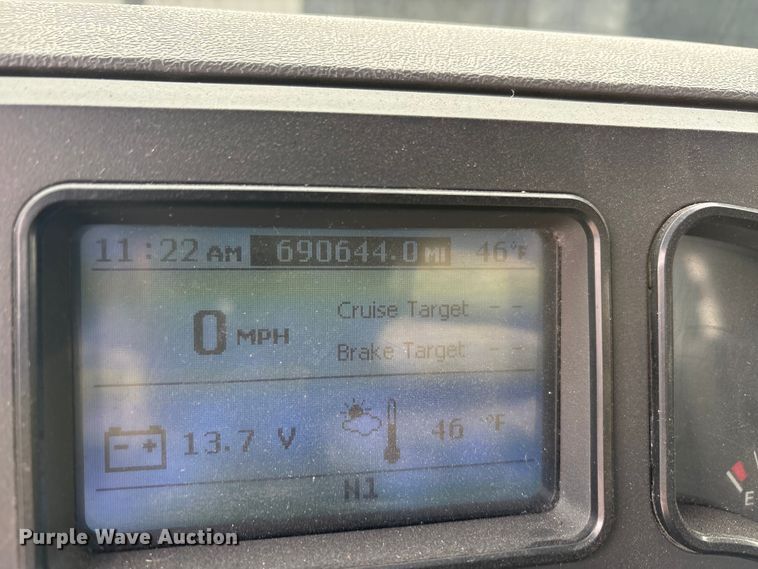 11:22 AM 690644.0 MI 46°F
0 MPH
Cruise Target - -
Brake Target - -
- + 13.7 V 46 °F
N1
E
Purple Wave Auction